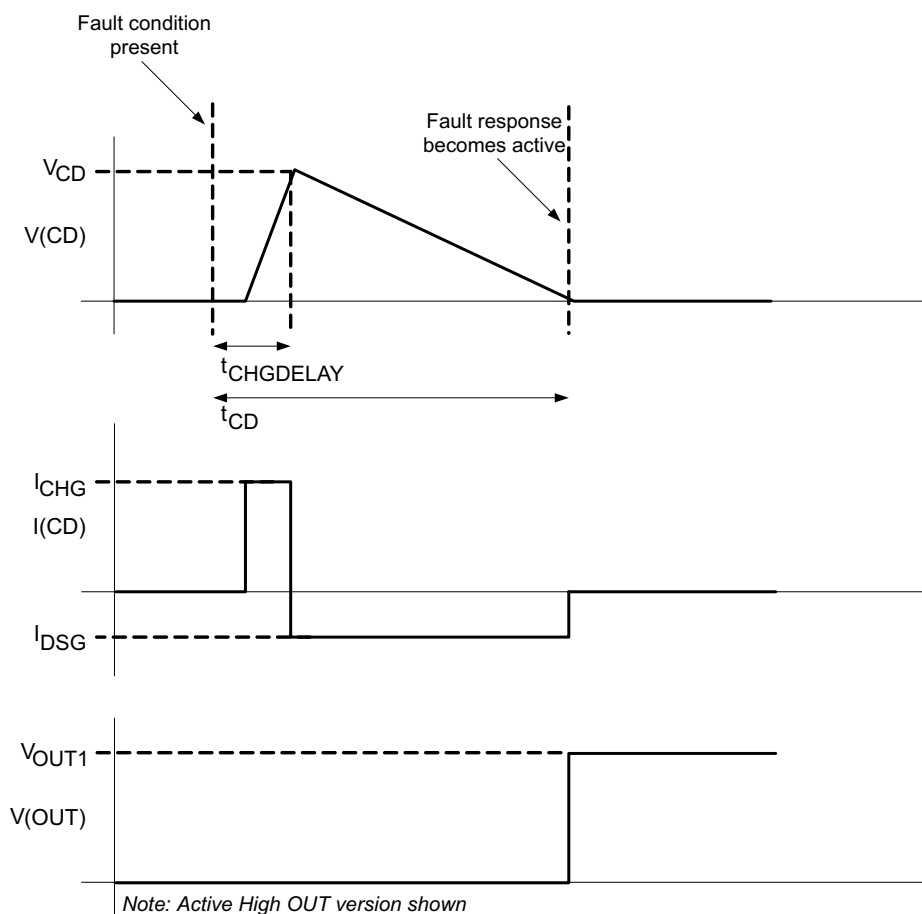 Fault condition
present
Fault response
becomes active
VCD
V(CD)
tCHGDELAY
tCD
ICHG
I(CD)
IDSG
VOUT1
V(OUT)
Note: Active High OUT version shown